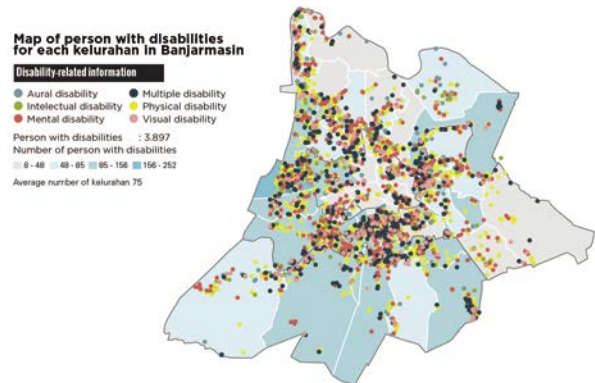 Map of person with disabilities
for each kelurahan in Banjarmasin
Disability-related information
Aural disability
Multiple disability
Intelectual disability
Physical disability
Mental disability
Visual disability
Person with disabilities : 3.897
Number of person with disabilities
8 - 48 48 - 85 85 - 156 156 - 252
Average number of kelurahan 75